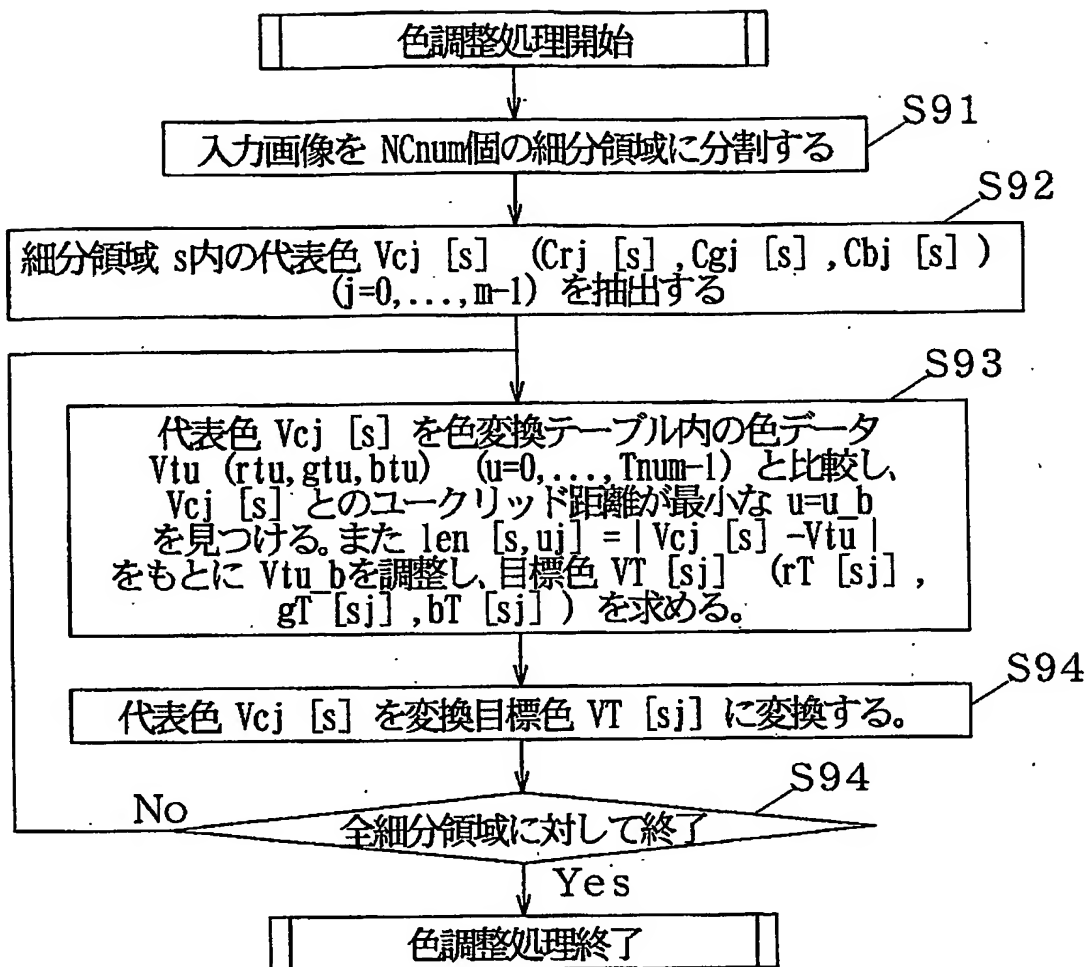 色調整処理開始
S91
入力画像を NCnum個の細分領域に分割する
S92
細分領域 s内の代表色 Vcj [s] (Crj [s] ,Cgj [s] ,Cbj [s] )
(j=0,...,m-1) を抽出する
S93
代表色 Vcj [s] を色変換テーブル内の色データ
Vtu (rtu,gtu,btu) (u=0,...,Tnum-1) と比較し、
Vcj [s] とのユークリッド距離が最小な u=u_b
を見つける。また len [s,uj] = | Vcj [s] -Vtu |
をもとに Vtu_bを調整し、目標色 VT [sj] (rT [sj] ,
gT [sj] ,bT [sj] ) を求める。
S94
代表色 Vcj [s] を変換目標色 VT [sj] に変換する。
S94
No
全細分領域に対して終了
Yes
色調整処理終了